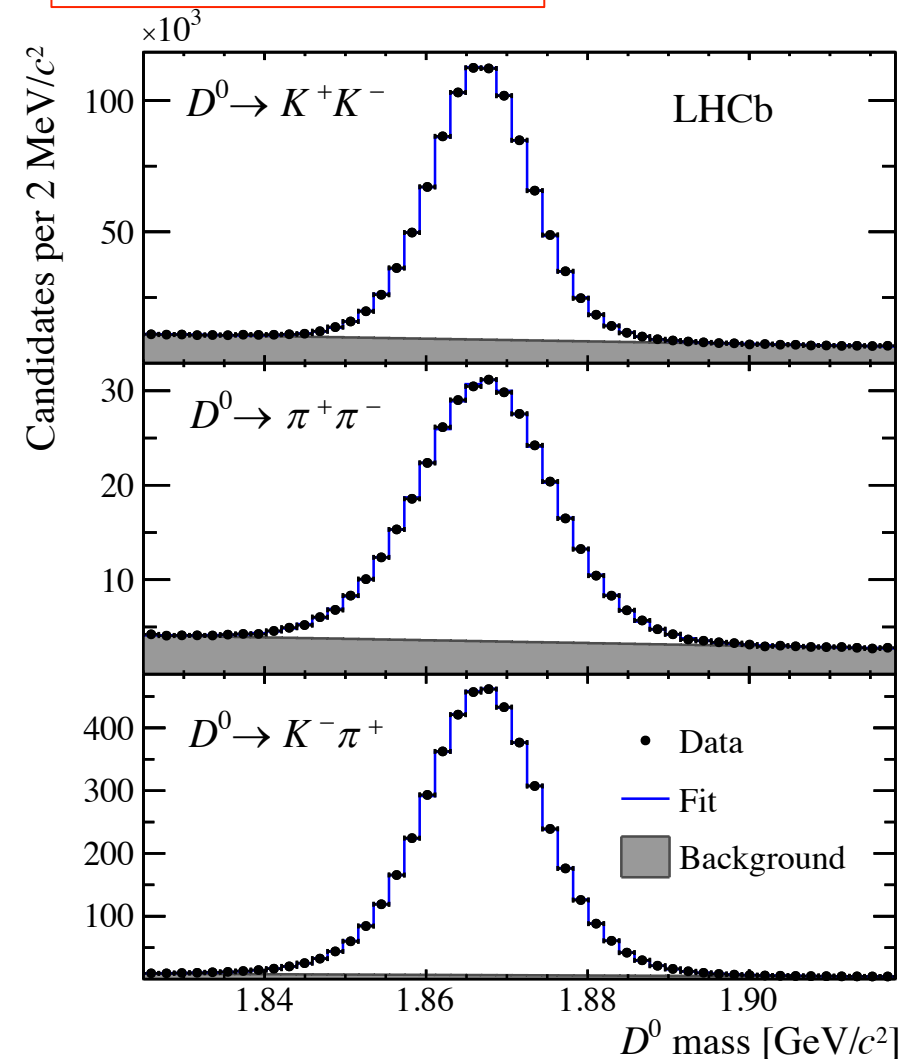 ×10³
Candidates per 2 MeV/c²
D⁰→ K⁺K⁻
LHCb
100
50
D⁰→ π⁺π⁻
30
20
10
D⁰→ K⁻π⁺
400
300
200
100
Data
Fit
Background
1.84 1.86 1.88 1.90
D⁰ mass [GeV/c²]